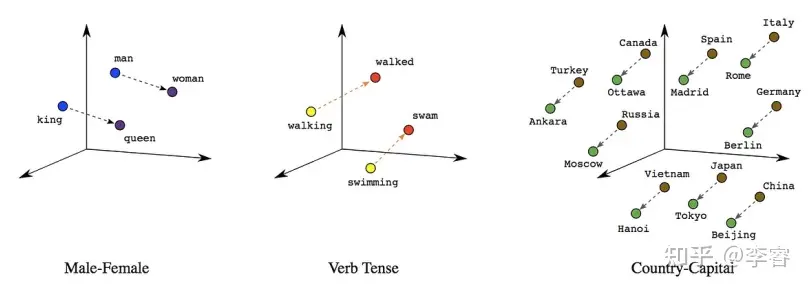 man
woman
king
queen
Male-Female
walked
swam
walking
swimming
Verb Tense
Italy
Canada
Spain
Turkey
Rome
Ottawa
Madrid
Germany
Russia
Ankara
Berlin
Moscow
Vietnam
Japan
China
Hanoi
Tokyo
Beijing
知乎 @李睿
Country-Capital